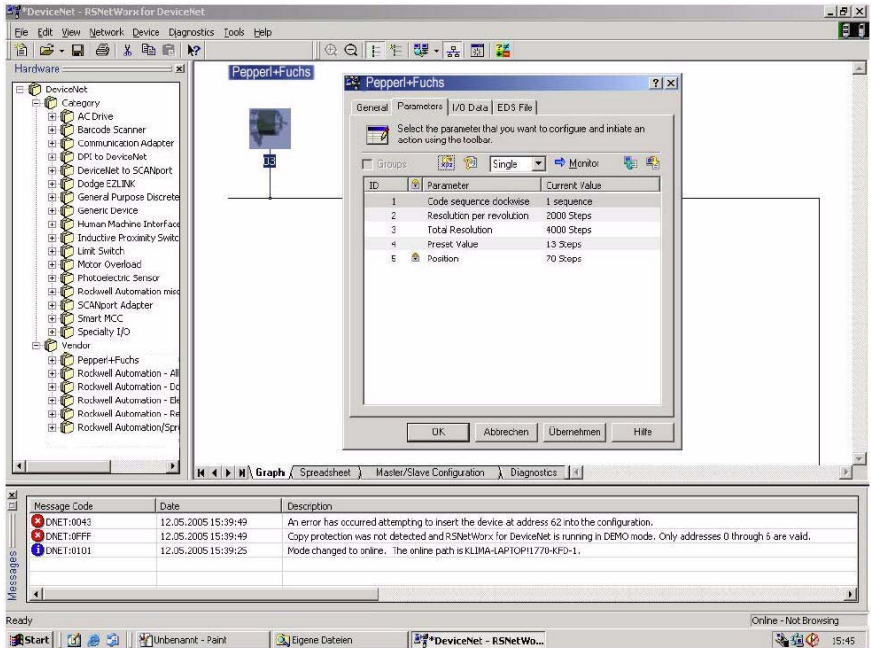 *DeviceNet - RSNetWorx for DeviceNet
File Edit View Network Device Diagnostics Tools Help
Hardware
DeviceNet
Category
AC Drive
Barcode Scanner
Communication Adapter
DPI to DeviceNet
DeviceNet to SCANport
Dodge EZLINK
General Purpose Discrete
Generic Device
Human Machine Interface
Inductive Proximity Switc
Limit Switch
Motor Overload
Photoelectric Sensor
Rockwell Automation misc
SCANport Adapter
Smart MCC
Specialty I/O
Vendor
Pepperl+Fuchs
Rockwell Automation - All
Rockwell Automation - Do
Rockwell Automation - Ele
Rockwell Automation - Re
Rockwell Automation/Spr
Pepperl+Fuchs
03
Pepperl+Fuchs
General Parameters I/O Data EDS File
Select the parameter that you want to configure and initiate an
action using the toolbar.
Groups Single Monitor
ID Parameter Current Value
1 Code sequence clockwise 1 sequence
2 Resolution per revolution 2000 Steps
3 Total Resolution 4000 Steps
4 Preset Value 13 Steps
5 Position 70 Steps
OK Abbrechen Übernehmen Hilfe
Graph Spreadsheet Master/Slave Configuration Diagnostics
Messages
Message Code Date Description
DNET:0043 12.05.2005 15:39:49 An error has occurred attempting to insert the device at address 62 into the configuration.
DNET:0FFF 12.05.2005 15:39:49 Copy protection was not detected and RSNetWorx for DeviceNet is running in DEMO mode. Only addresses 0 through 6 are valid.
DNET:0101 12.05.2005 15:39:25 Mode changed to online. The online path is KLIMA-LAPTOP!1770-KFD-1.
Ready Online - Not Browsing
Start Unbenannt - Paint Eigene Dateien *DeviceNet - RSNetWo... 15:45